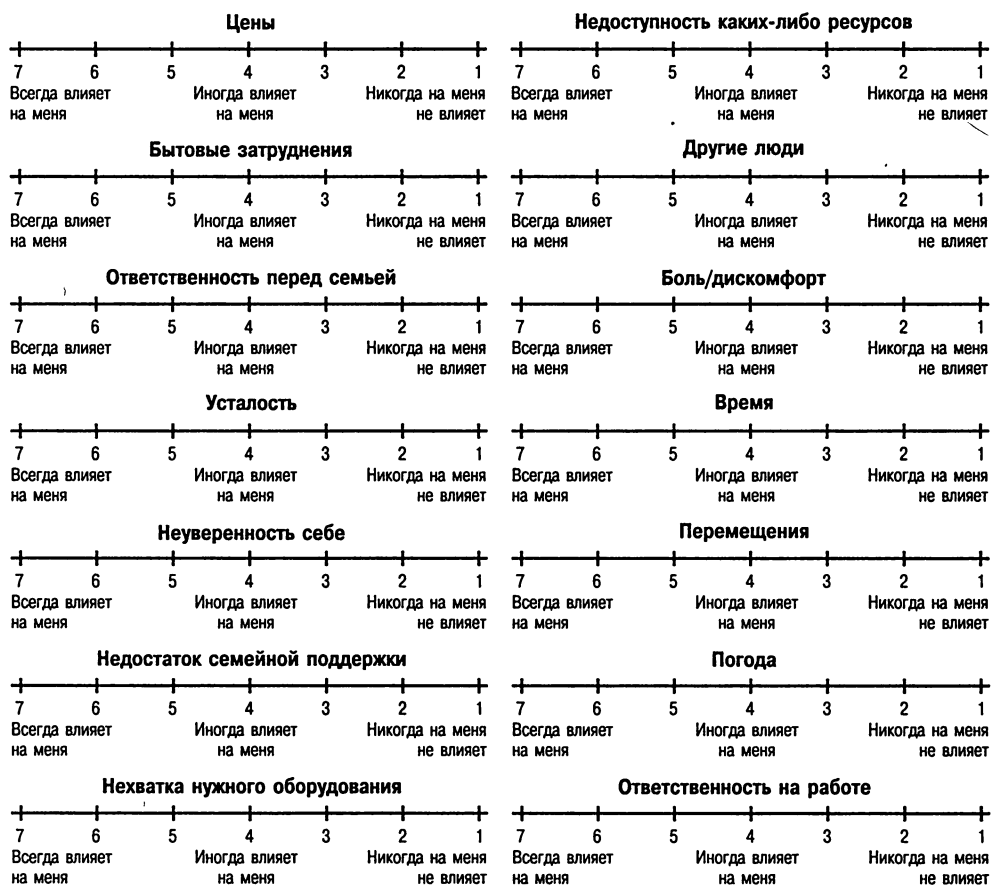 Цены
7 6 5 4 3 2 1
Всегда влияет Иногда влияет Никогда на меня
на меня на меня не влияет
Недоступность каких-либо ресурсов
7 6 5 4 3 2 1
Всегда влияет Иногда влияет Никогда на меня
на меня на меня не влияет
Бытовые затруднения
7 6 5 4 3 2 1
Всегда влияет Иногда влияет Никогда на меня
на меня на меня не влияет
Другие люди
7 6 5 4 3 2 1
Всегда влияет Иногда влияет Никогда на меня
на меня на меня не влияет
Ответственность перед семьей
7 6 5 4 3 2 1
Всегда влияет Иногда влияет Никогда на меня
на меня на меня не влияет
Боль/дискомфорт
7 6 5 4 3 2 1
Всегда влияет Иногда влияет Никогда на меня
на меня на меня не влияет
Усталость
7 6 5 4 3 2 1
Всегда влияет Иногда влияет Никогда на меня
на меня на меня не влияет
Время
7 6 5 4 3 2 1
Всегда влияет Иногда влияет Никогда на меня
на меня на меня не влияет
Неуверенность себе
7 6 5 4 3 2 1
Всегда влияет Иногда влияет Никогда на меня
на меня на меня не влияет
Перемещения
7 6 5 4 3 2 1
Всегда влияет Иногда влияет Никогда на меня
на меня на меня не влияет
Недостаток семейной поддержки
7 6 5 4 3 2 1
Всегда влияет Иногда влияет Никогда на меня
на меня на меня не влияет
Погода
7 6 5 4 3 2 1
Всегда влияет Иногда влияет Никогда на меня
на меня на меня не влияет
Нехватка нужного оборудования
7 6 5 4 3 2 1
Всегда влияет Иногда влияет Никогда на меня
на меня на меня не влияет
Ответственность на работе
7 6 5 4 3 2 1
Всегда влияет Иногда влияет Никогда на меня
на меня на меня не влияет